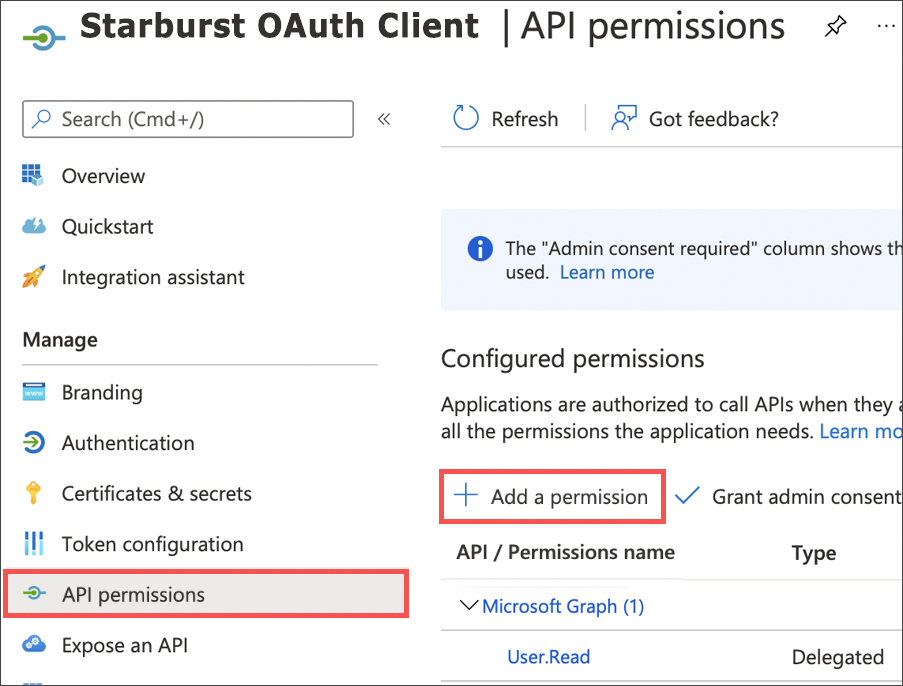 Starburst OAuth Client | API permissions
Search (Cmd+/)
Overview
Quickstart
Integration assistant
Manage
Branding
Authentication
Certificates & secrets
Token configuration
API permissions
Expose an API
Refresh
Got feedback?
The "Admin consent required" column shows th
used. Learn more
Configured permissions
Applications are authorized to call APIs when they a
all the permissions the application needs. Learn mo
Add a permission
Grant admin consent
API / Permissions name Type
Microsoft Graph (1)
User.Read Delegated